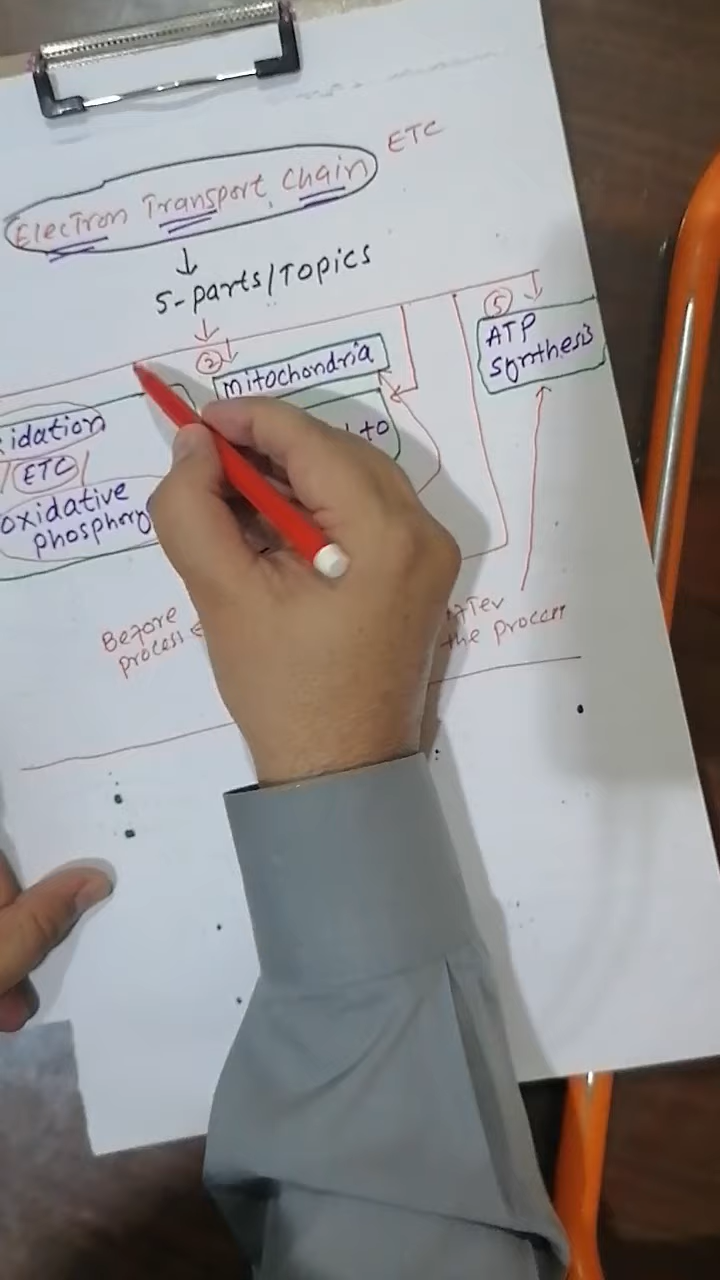 ETC
Electron Transport Chain
5-parts/Topics
5
2
ATP
synthesis
Mitochondria
idation
to
/ETC/
oxidative
phosphory
Before
process
After
the process